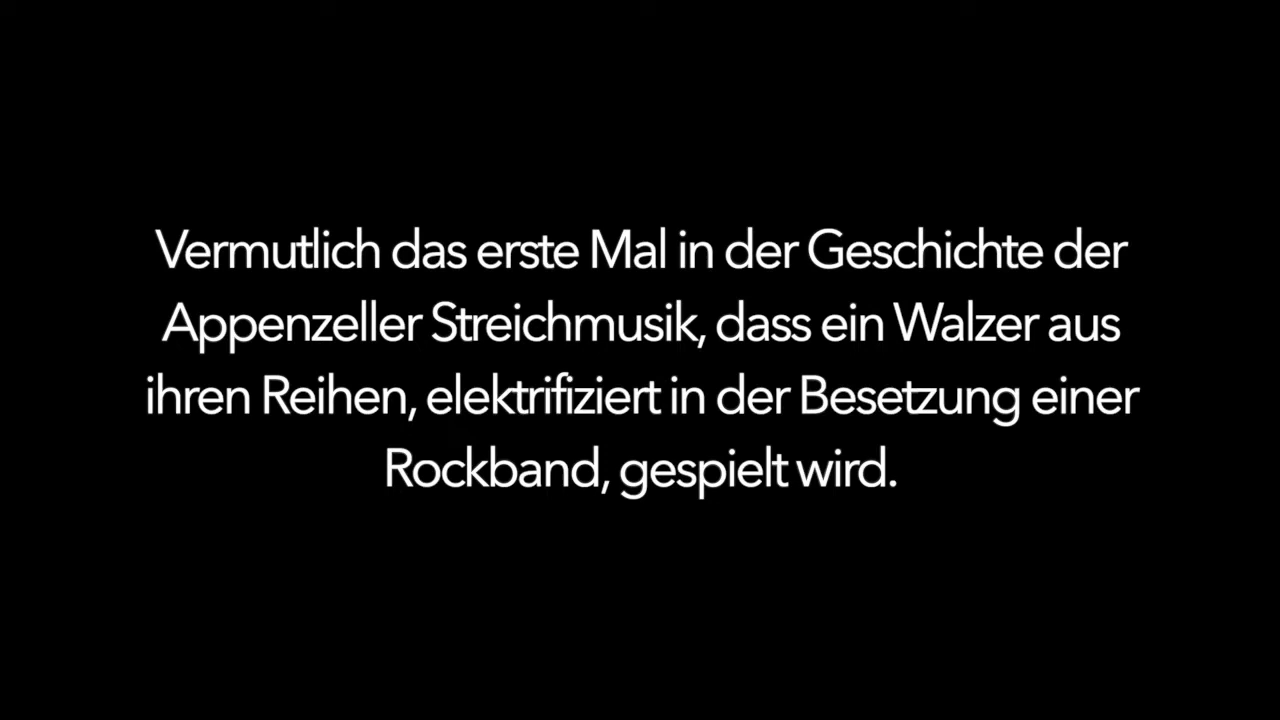 Vermutlich das erste Mal in der Geschichte der
Appenzeller Streichmusik, dass ein Walzer aus
ihren Reihen, elektrifiziert in der Besetzung einer
Rockband, gespielt wird.